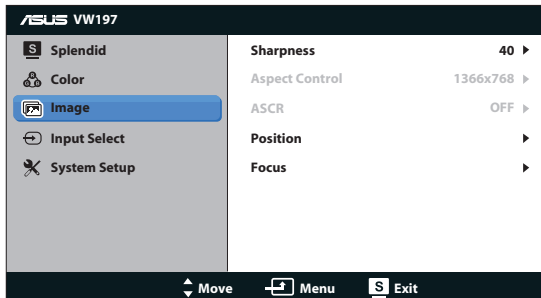 ASUS VW197
S Splendid
Color
Image
Input Select
System Setup
Sharpness 40
Aspect Control 1366x768
ASCR OFF
Position
Focus
Move Menu S Exit